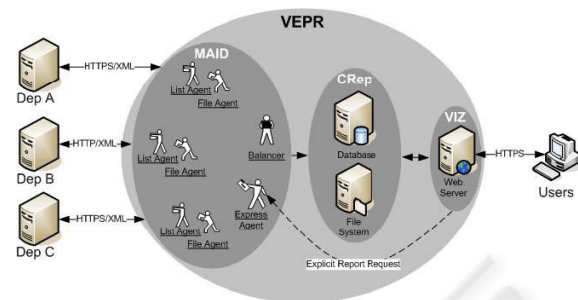 VEPR
MAID
HTTPS/XML
Dep A
List Agent
File Agent
CRep
Database
VIZ
HTTP/XML
Dep B
List Agent
File Agent
Balancer
Web
Server
HTTPS
Users
HTTPS/XML
Dep C
List Agent
File Agent
Express
Agent
File
System
Explicit Report Request